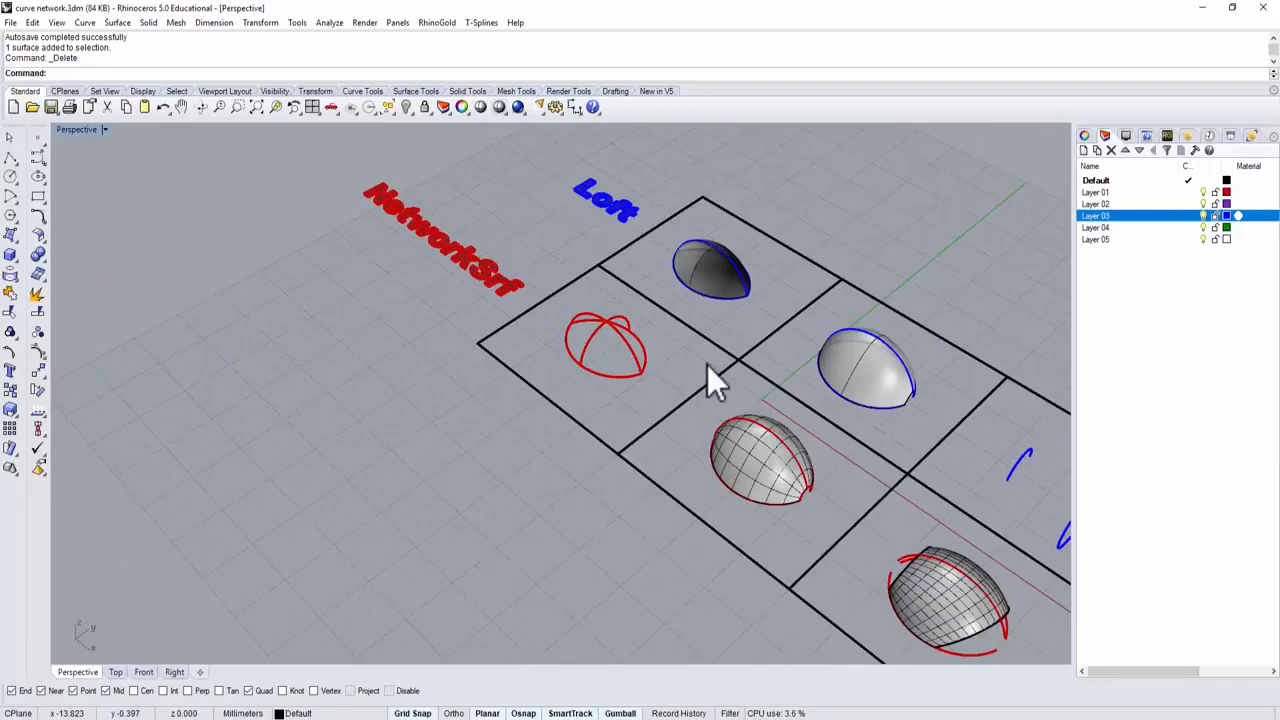 curve network.3dm (84 KB) - Rhinoceros 5.0 Educational - [Perspective]
File Edit View Curve Surface Solid Mesh Dimension Transform Tools Analyze Render Panels RhinoGold T-Splines Help
Autosave completed successfully
1 surface added to selection.
Command: _Delete
Command:
Standard CPlanes Set View Display Select Viewport Layout Visibility Transform Curve Tools Surface Tools Solid Tools Mesh Tools Render Tools Drafting New in V5
Perspective
Name C... Material
Default
Layer 01
Layer 02
Layer 03
Layer 04
Layer 05
NetworkSrf
Loft
z
y
x
Perspective Top Front Right
End Near Point Mid Cen Int Perp Tan Quad Knot Vertex Project Disable
CPlane x -13.823 y -0.397 z 0.000 Millimeters Default Grid Snap Ortho Planar Osnap SmartTrack Gumball Record History Filter CPU use: 3.6 %